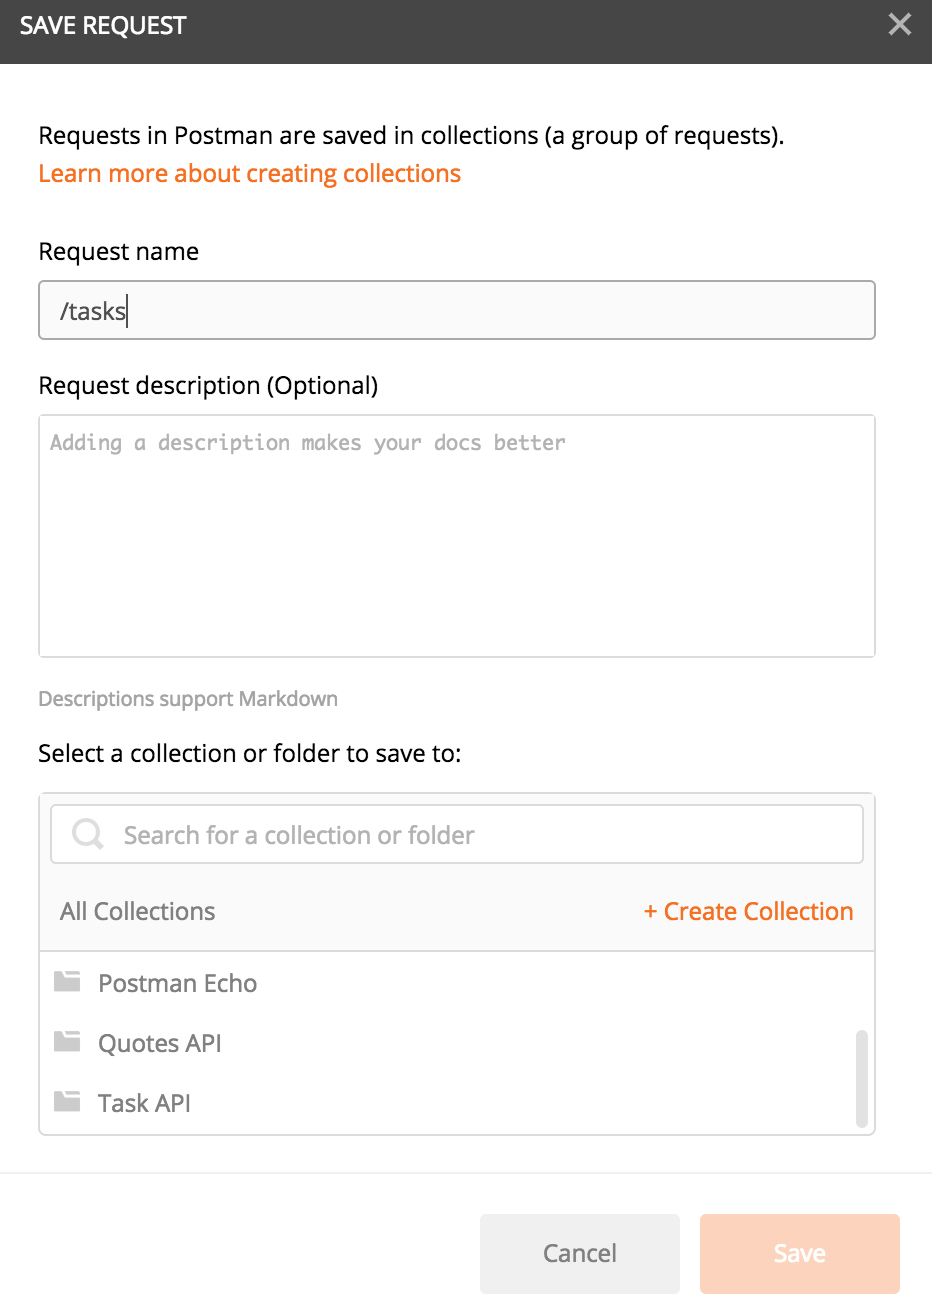 SAVE REQUEST
Requests in Postman are saved in collections (a group of requests).
Learn more about creating collections
Request name
/tasks
Request description (Optional)
Adding a description makes your docs better
Descriptions support Markdown
Select a collection or folder to save to:
Search for a collection or folder
All Collections + Create Collection
Postman Echo
Quotes API
Task API
Cancel Save